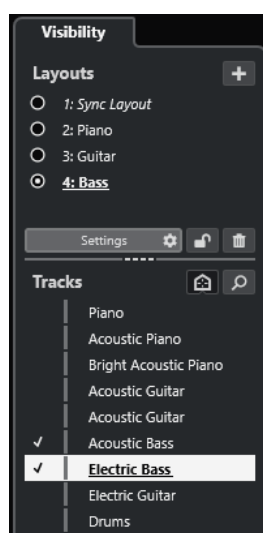 Visibility
Layouts
1: Sync Layout
2: Piano
3: Guitar
4: Bass
Settings
Tracks
Piano
Acoustic Piano
Bright Acoustic Piano
Acoustic Guitar
Acoustic Guitar
Acoustic Bass
Electric Bass
Electric Guitar
Drums